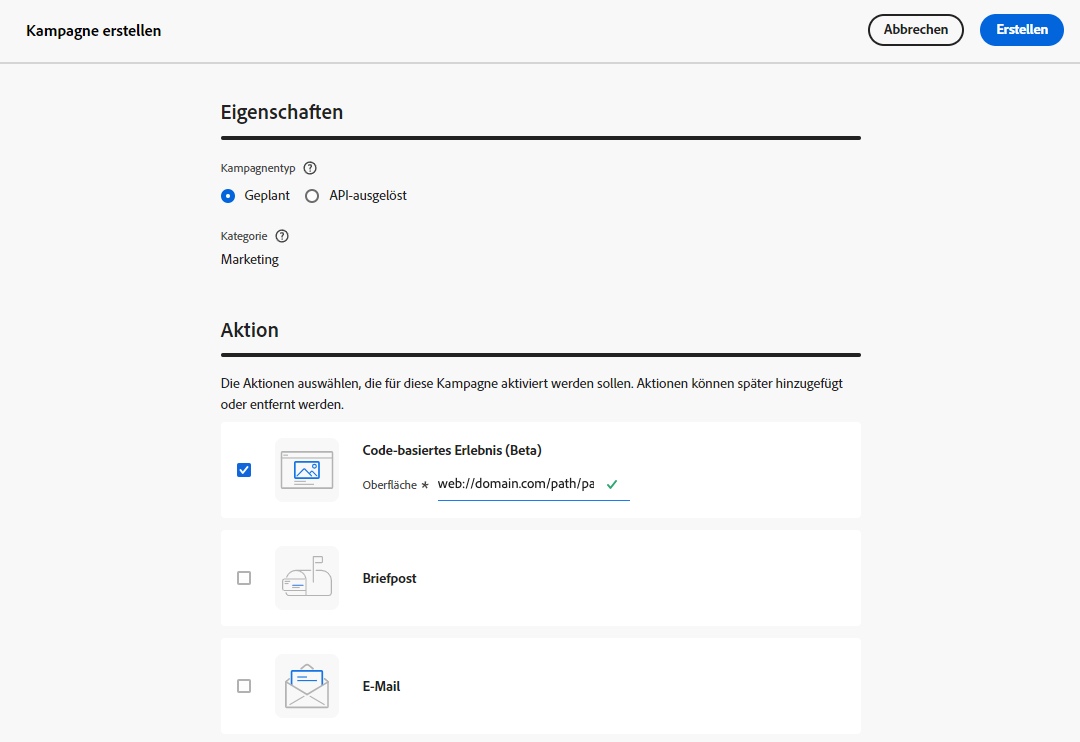 Kampagne erstellen
Abbrechen
Erstellen
Eigenschaften
Kampagnentyp
Geplant
API-ausgelöst
Kategorie
Marketing
Aktion
Die Aktionen auswählen, die für diese Kampagne aktiviert werden sollen. Aktionen können später hinzugefügt
oder entfernt werden.
Code-basiertes Erlebnis (Beta)
Oberfläche * web://domain.com/path/pa
Briefpost
E-Mail